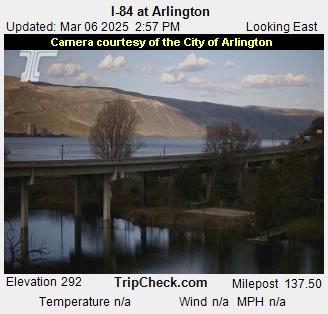 I-84 at Arlington
Updated: Mar 06 2025 2:57 PM Looking East
Camera courtesy of the City of Arlington
Elevation 292 TripCheck.com Milepost 137.50
Temperature n/a Wind n/a MPH n/a